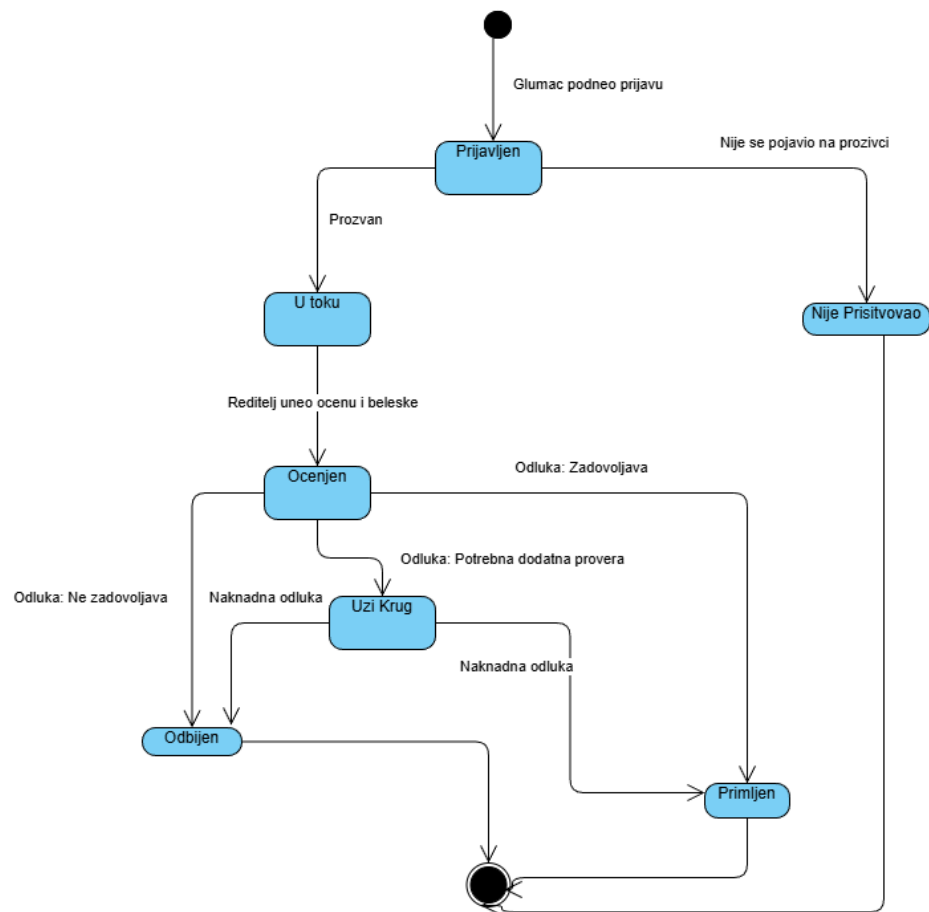 Glumac podneo prijavu
Prijavljen
Nije se pojavio na prozivci
Prozvan
U toku
Nije Prisitvovao
Reditelj uneo ocenu i beleske
Ocenjen
Odluka: Zadovoljava
Odluka: Potrebna dodatna provera
Odluka: Ne zadovoljava
Naknadna odluka
Uzi Krug
Naknadna odluka
Odbijen
Primljen